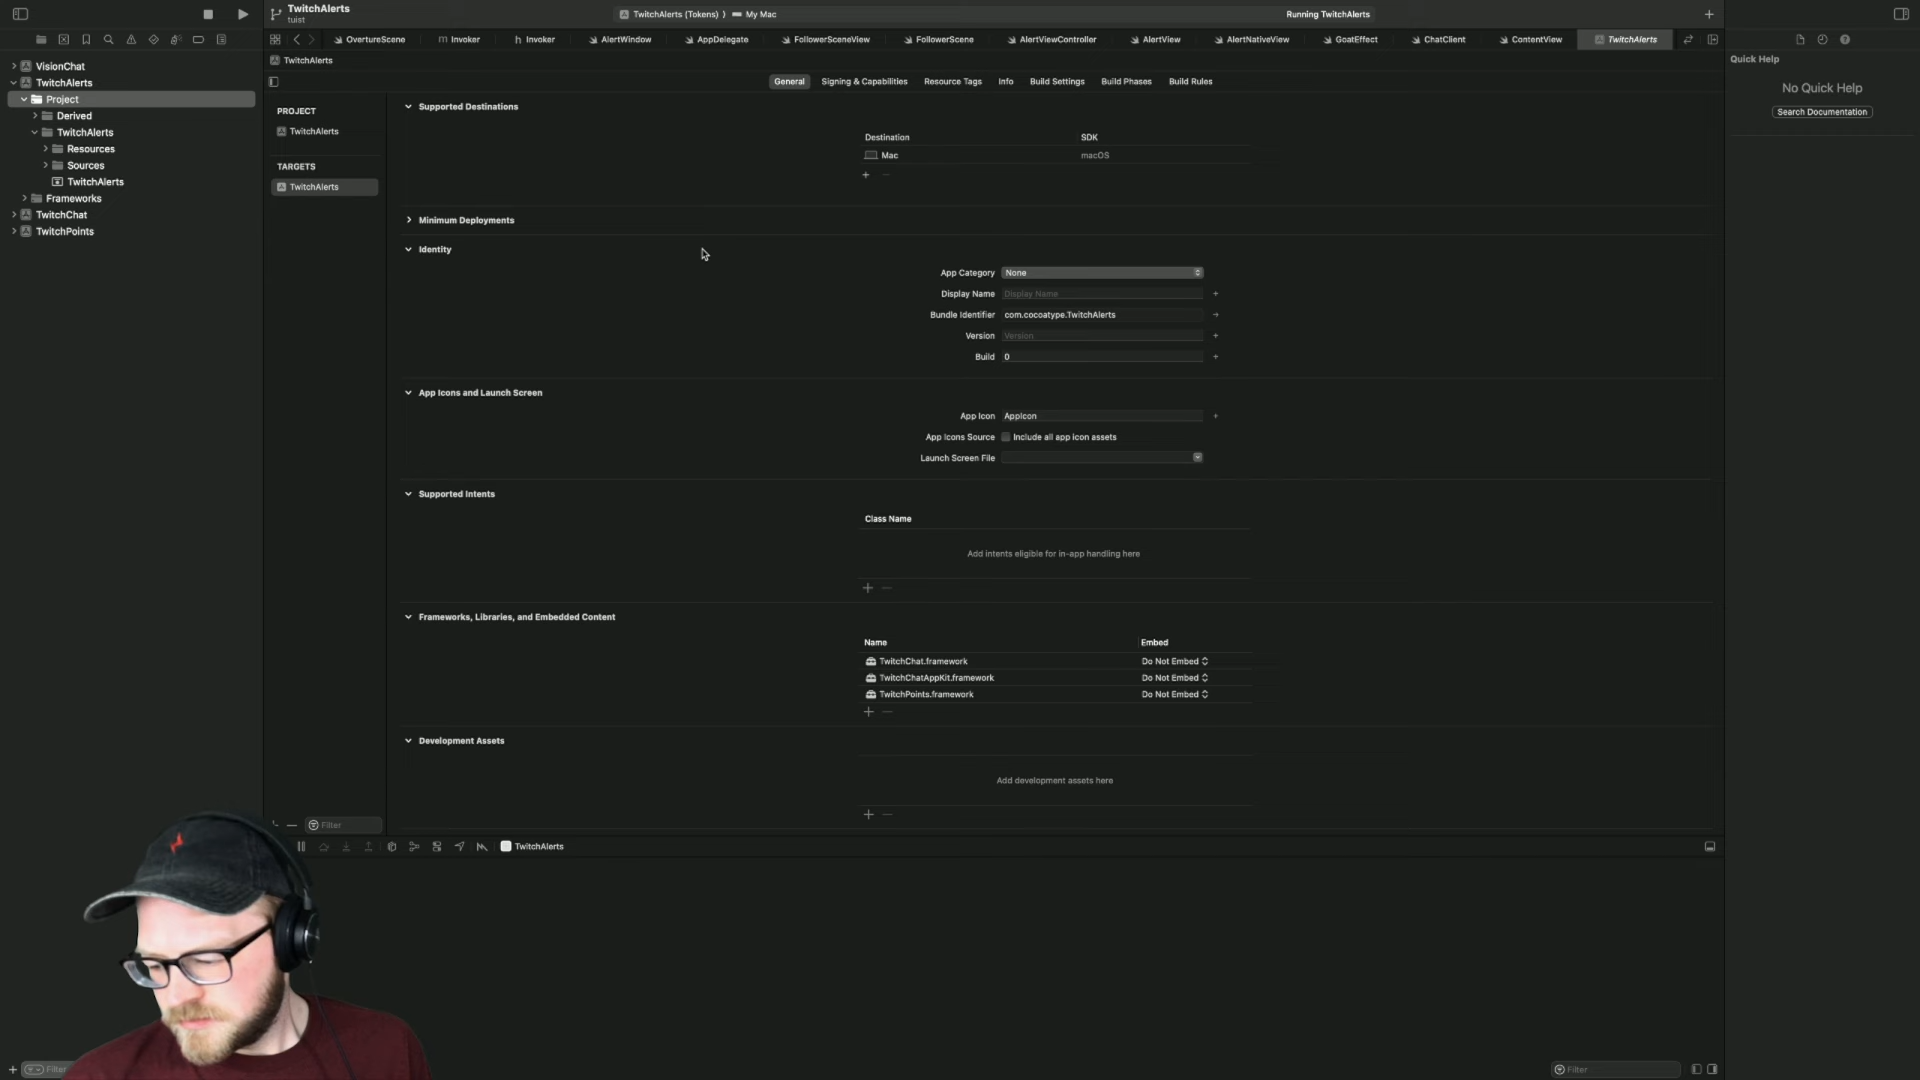 TwitchAlerts
tuist
TwitchAlerts (Tokens) ⟩ My Mac
Running TwitchAlerts
OvertureScene
Invoker
Invoker
AlertWindow
AppDelegate
FollowerSceneView
FollowerScene
AlertViewController
AlertView
AlertNativeView
GoatEffect
ChatClient
ContentView
TwitchAlerts
TwitchAlerts
VisionChat
TwitchAlerts
Project
Derived
TwitchAlerts
Resources
Sources
TwitchAlerts
Frameworks
TwitchChat
TwitchPoints
General
Signing & Capabilities
Resource Tags
Info
Build Settings
Build Phases
Build Rules
PROJECT
TwitchAlerts
TARGETS
TwitchAlerts
Filter
Supported Destinations
Destination SDK
Mac macOS
Minimum Deployments
Identity
App Category None
Display Name Display Name
Bundle Identifier com.cocoatype.TwitchAlerts
Version Version
Build 0
App Icons and Launch Screen
App Icon AppIcon
App Icons Source Include all app icon assets
Launch Screen File
Supported Intents
Class Name
Add intents eligible for in-app handling here
Frameworks, Libraries, and Embedded Content
Name Embed
TwitchChat.framework Do Not Embed
TwitchChatAppKit.framework Do Not Embed
TwitchPoints.framework Do Not Embed
Development Assets
Add development assets here
TwitchAlerts
Filter
Filter
Quick Help
No Quick Help
Search Documentation